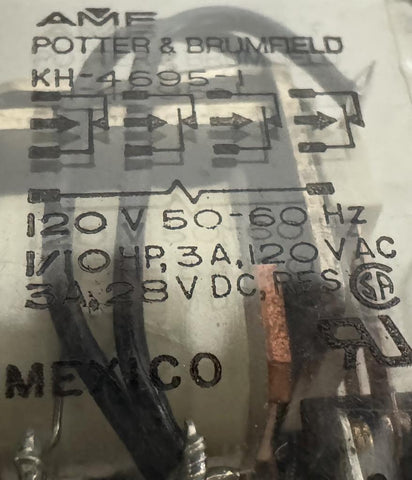 AMF
POTTER & BRUMFIELD
KH-4695-1
120 V 50-60 Hz
1/10 HP, 3A, 120 VAC
3A, 28 VDC, RES
MEXICO